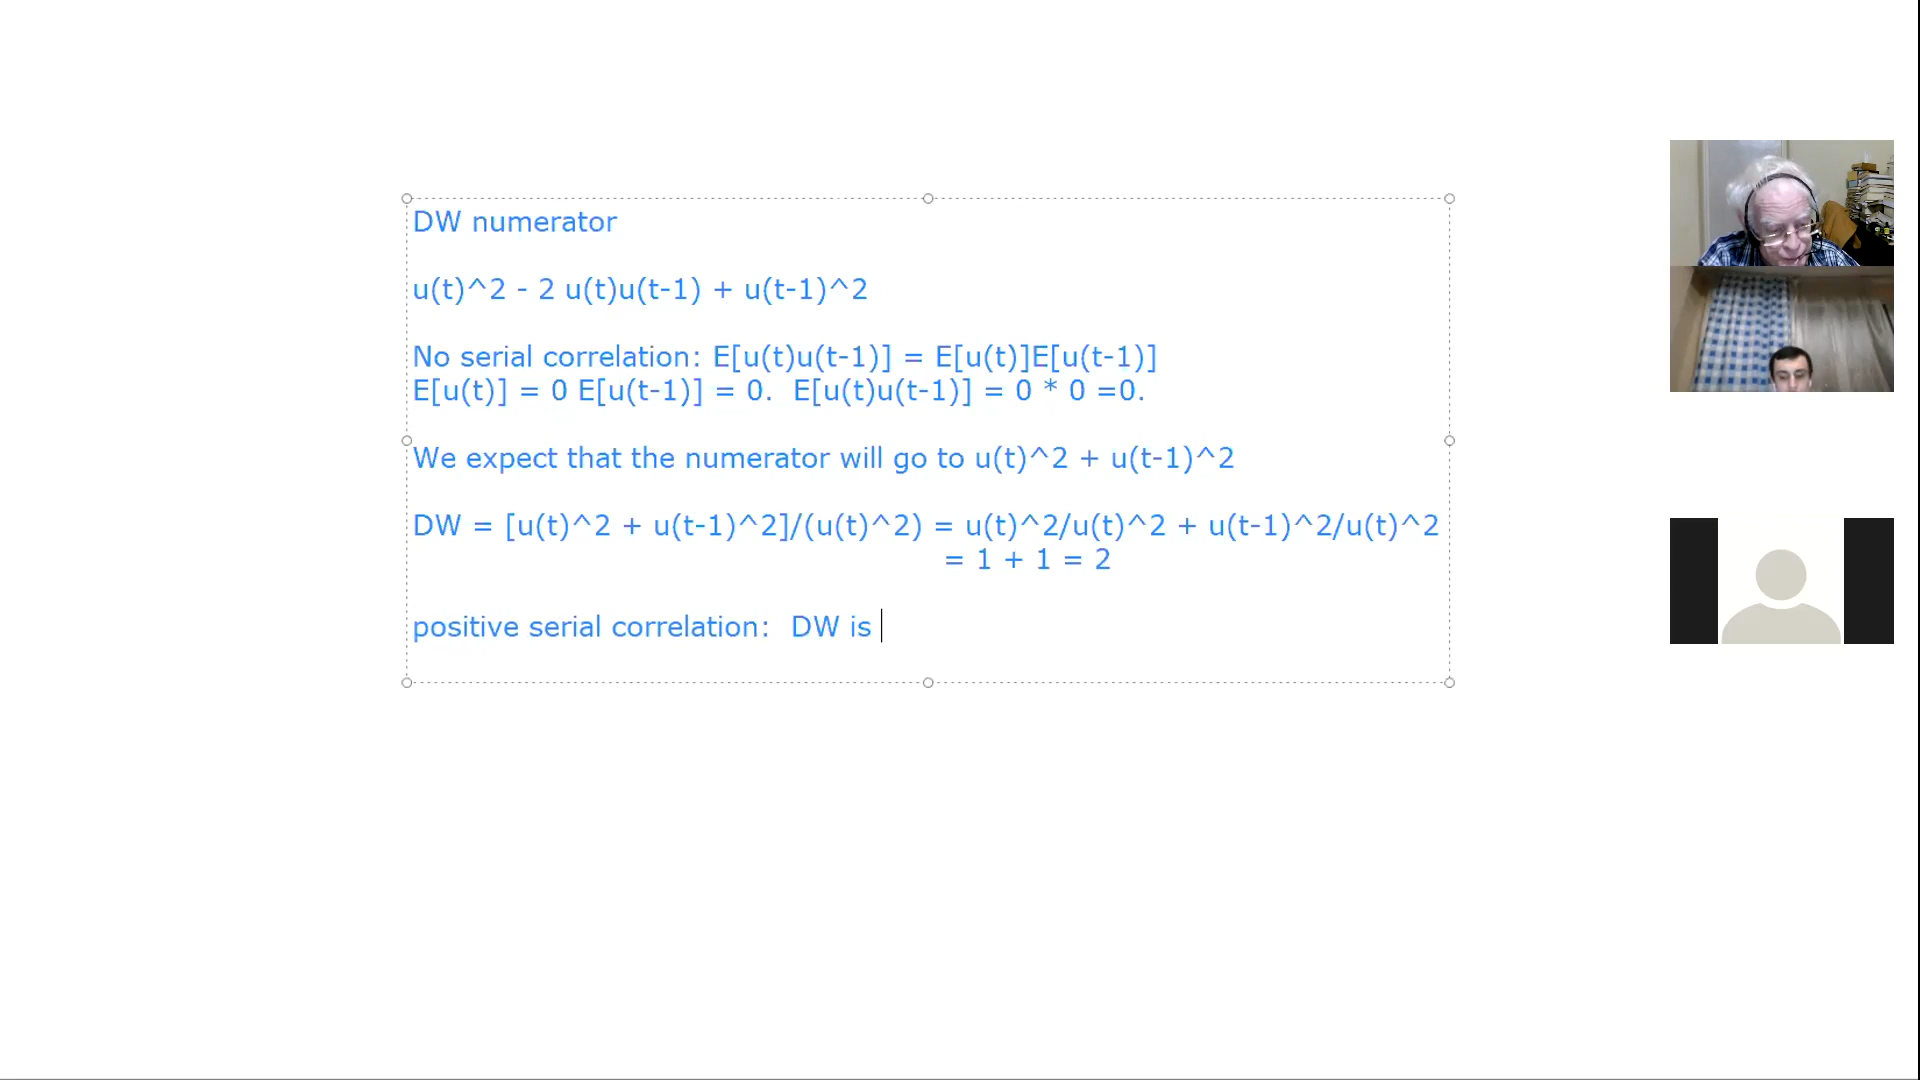 DW numerator
u(t)^2 - 2 u(t)u(t-1) + u(t-1)^2
No serial correlation: E[u(t)u(t-1)] = E[u(t)]E[u(t-1)]
E[u(t)] = 0 E[u(t-1)] = 0.  E[u(t)u(t-1)] = 0 * 0 =0.
We expect that the numerator will go to u(t)^2 + u(t-1)^2
DW = [u(t)^2 + u(t-1)^2]/(u(t)^2) = u(t)^2/u(t)^2 + u(t-1)^2/u(t)^2
= 1 + 1 = 2
positive serial correlation:  DW is